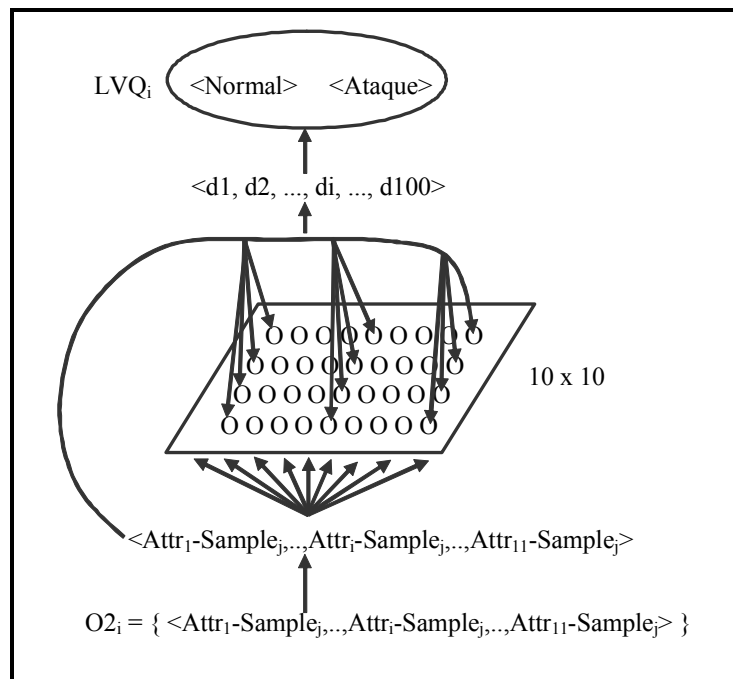 LVQi <Normal> <Ataque>
<d1, d2, ..., di, ..., d100>
O O O O O O O O O
O O O O O O O O O
O O O O O O O O O
O O O O O O O O O
10 x 10
<Attr1-Samplej,..,Attri-Samplej,..,Attr11-Samplej>
O2i = { <Attr1-Samplej,..,Attri-Samplej,..,Attr11-Samplej> }